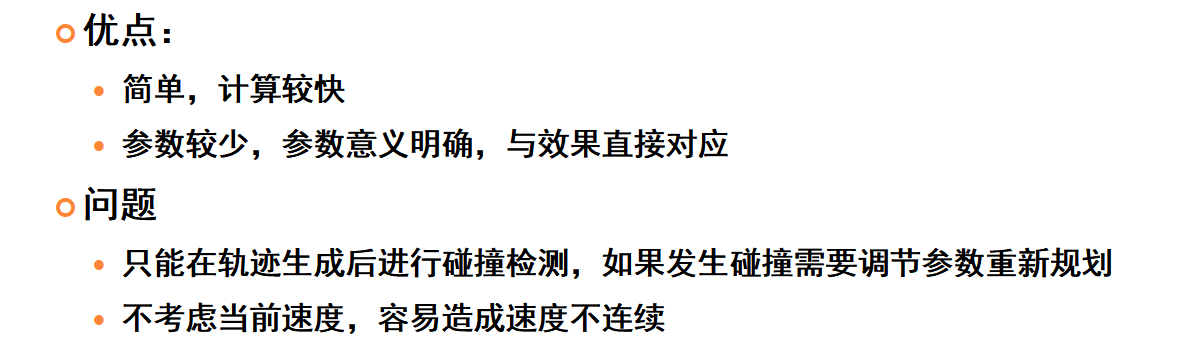 优点：
简单，计算较快
参数较少，参数意义明确，与效果直接对应
问题
只能在轨迹生成后进行碰撞检测，如果发生碰撞需要调节参数重新规划
不考虑当前速度，容易造成速度不连续